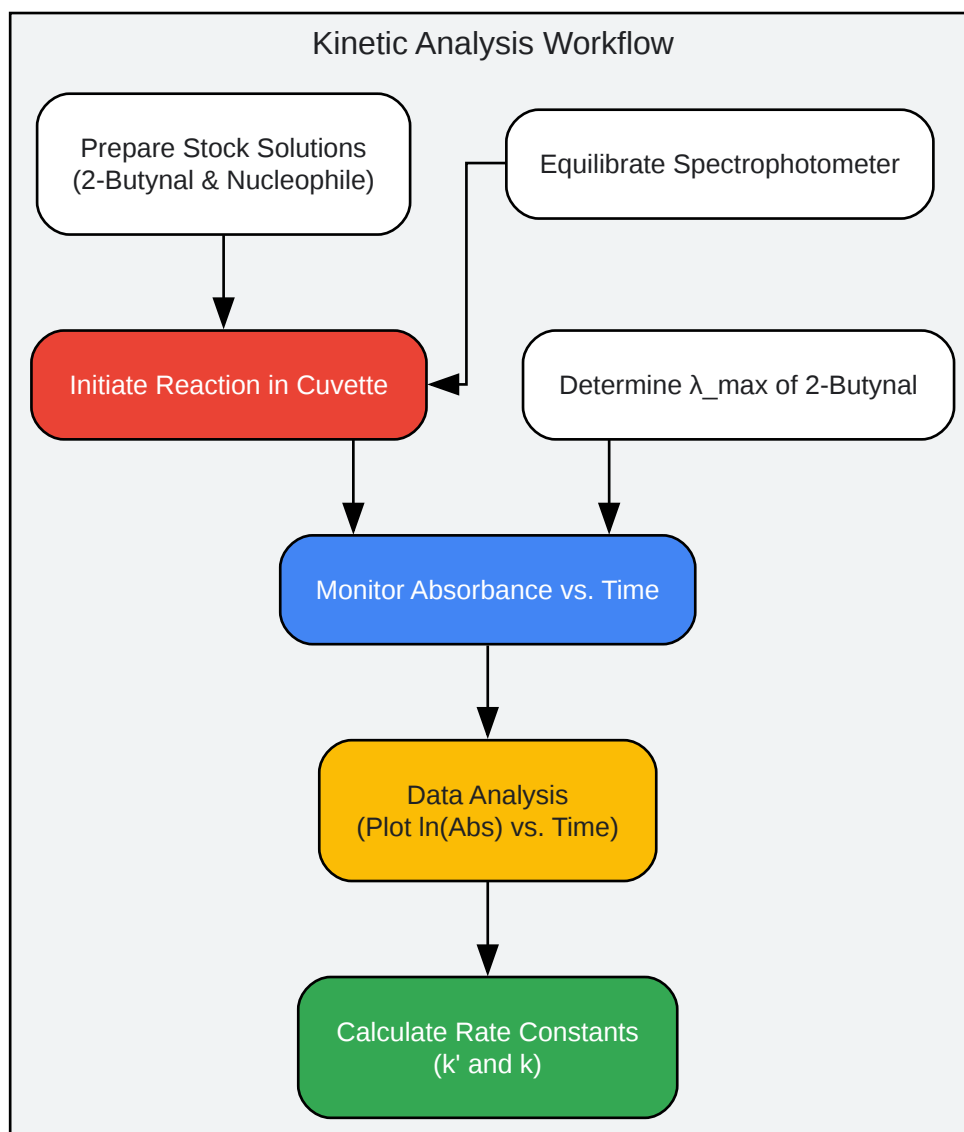 Kinetic Analysis Workflow
Prepare Stock Solutions
(2-Butynal & Nucleophile)
Equilibrate Spectrophotometer
Initiate Reaction in Cuvette
Determine λ_max of 2-Butynal
Monitor Absorbance vs. Time
Data Analysis
(Plot ln(Abs) vs. Time)
Calculate Rate Constants
(k' and k)